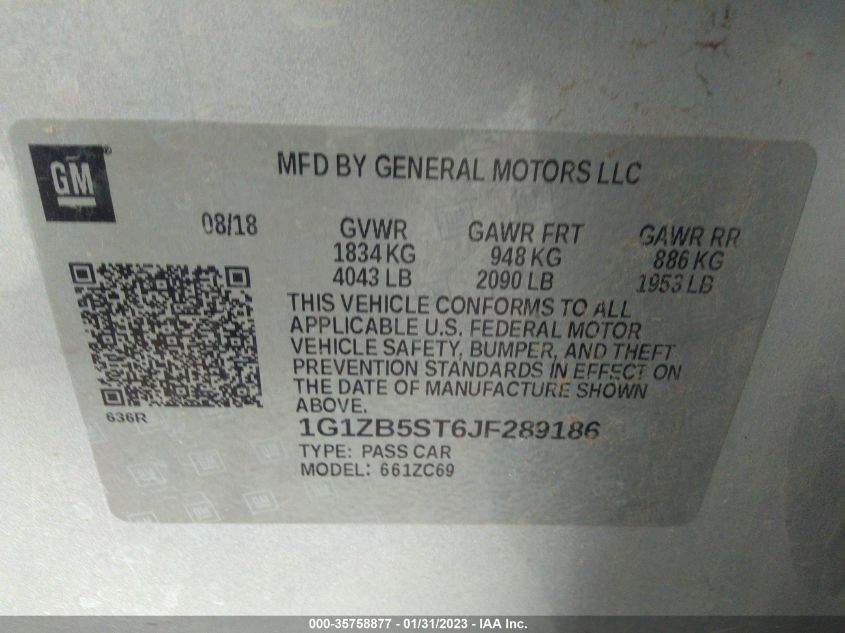 GM
MFD BY GENERAL MOTORS LLC
08/18 GVWR GAWR FRT GAWR RR
1834 KG 948 KG 886 KG
4043 LB 2090 LB 1953 LB
THIS VEHICLE CONFORMS TO ALL
APPLICABLE U.S. FEDERAL MOTOR
VEHICLE SAFETY, BUMPER, AND THEFT
PREVENTION STANDARDS IN EFFECT ON
THE DATE OF MANUFACTURE SHOWN
ABOVE.
636R
1G1ZB5ST6JF289186
TYPE: PASS CAR
MODEL: 661ZC69
000-35758877 - 01/31/2023 - IAA Inc.